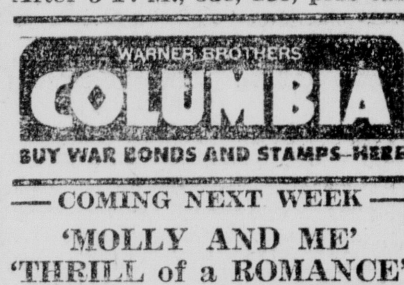 WARNER BROTHERS
COLUMBIA
BUY WAR BONDS AND STAMPS—HERE
COMING NEXT WEEK
'MOLLY AND ME'
'THRILL of a ROMANCE'